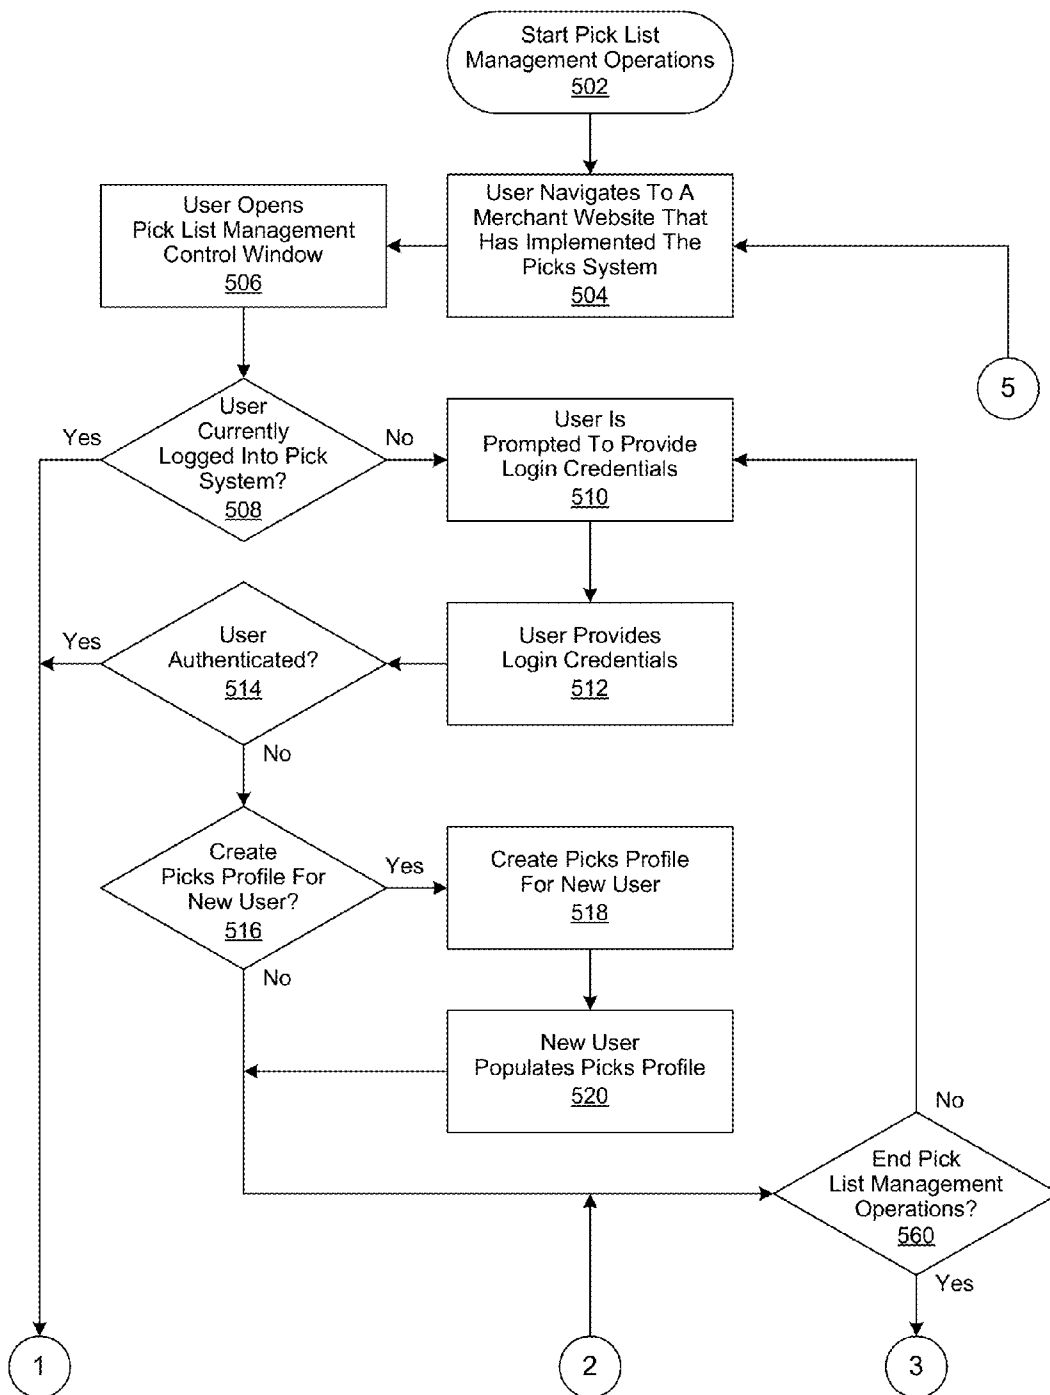 Start Pick List
Management Operations
502
User Navigates To A
Merchant Website That
Has Implemented The
Picks System
504
User Opens
Pick List Management
Control Window
506
5
User
Currently
Logged Into Pick
System?
508
Yes
No
User Is
Prompted To Provide
Login Credentials
510
User
Authenticated?
514
Yes
No
User Provides
Login Credentials
512
Create
Picks Profile For
New User?
516
Yes
No
Create Picks Profile
For New User
518
New User
Populates Picks Profile
520
No
End Pick
List Management
Operations?
560
Yes
1
2
3